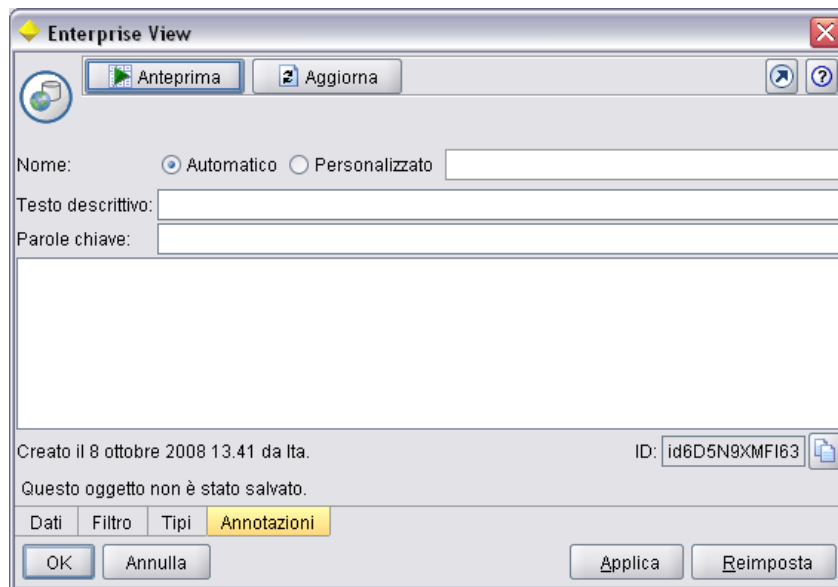 Enterprise View
Anteprima Aggiorna
Nome: Automatico Personalizzato
Testo descrittivo:
Parole chiave:
Creato il 8 ottobre 2008 13.41 da Ita. ID: id6D5N9XMFI63
Questo oggetto non è stato salvato.
Dati Filtro Tipi Annotazioni
OK Annulla Applica Reimposta